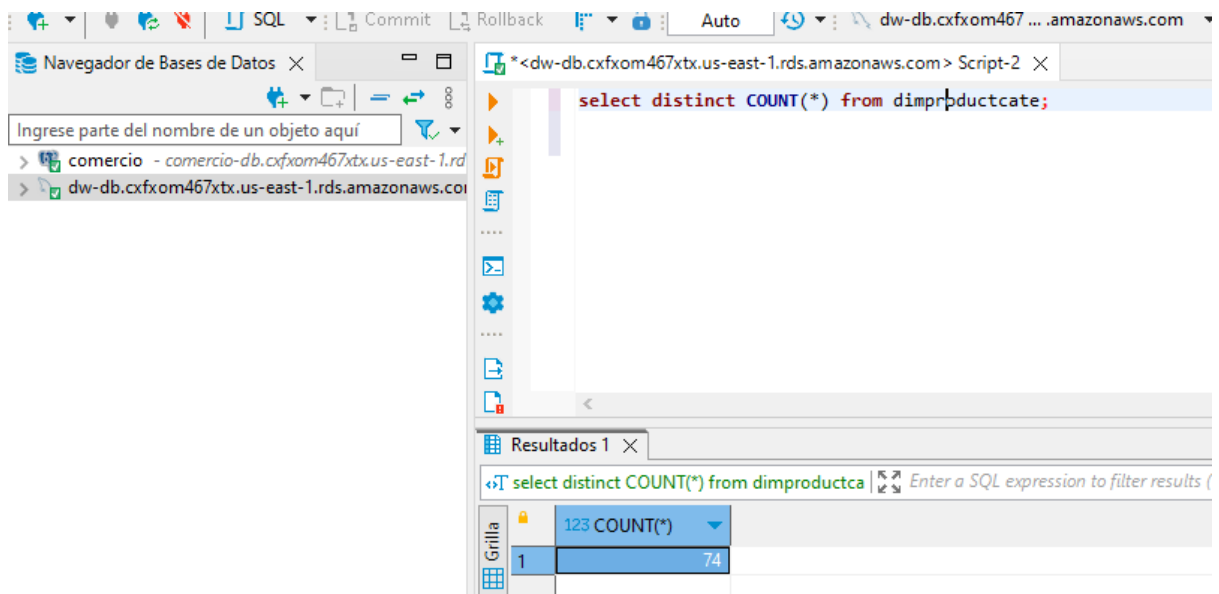 SQL Commit Rollback Auto dw-db.cxfxom467 ... .amazonaws.com
Navegador de Bases de Datos
*<dw-db.cxfxom467xtx.us-east-1.rds.amazonaws.com> Script-2
select distinct COUNT(*) from dimproductcate;
Ingrese parte del nombre de un objeto aquí
comercio - comercio-db.cxfxom467xtx.us-east-1.rd
dw-db.cxfxom467xtx.us-east-1.rds.amazonaws.co
Resultados 1
select distinct COUNT(*) from dimproductca Enter a SQL expression to filter results (
Grilla
123 COUNT(*)
1 74